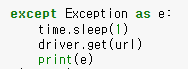 except Exception as e:
    time.sleep(1)
    driver.get(url)
    print(e)